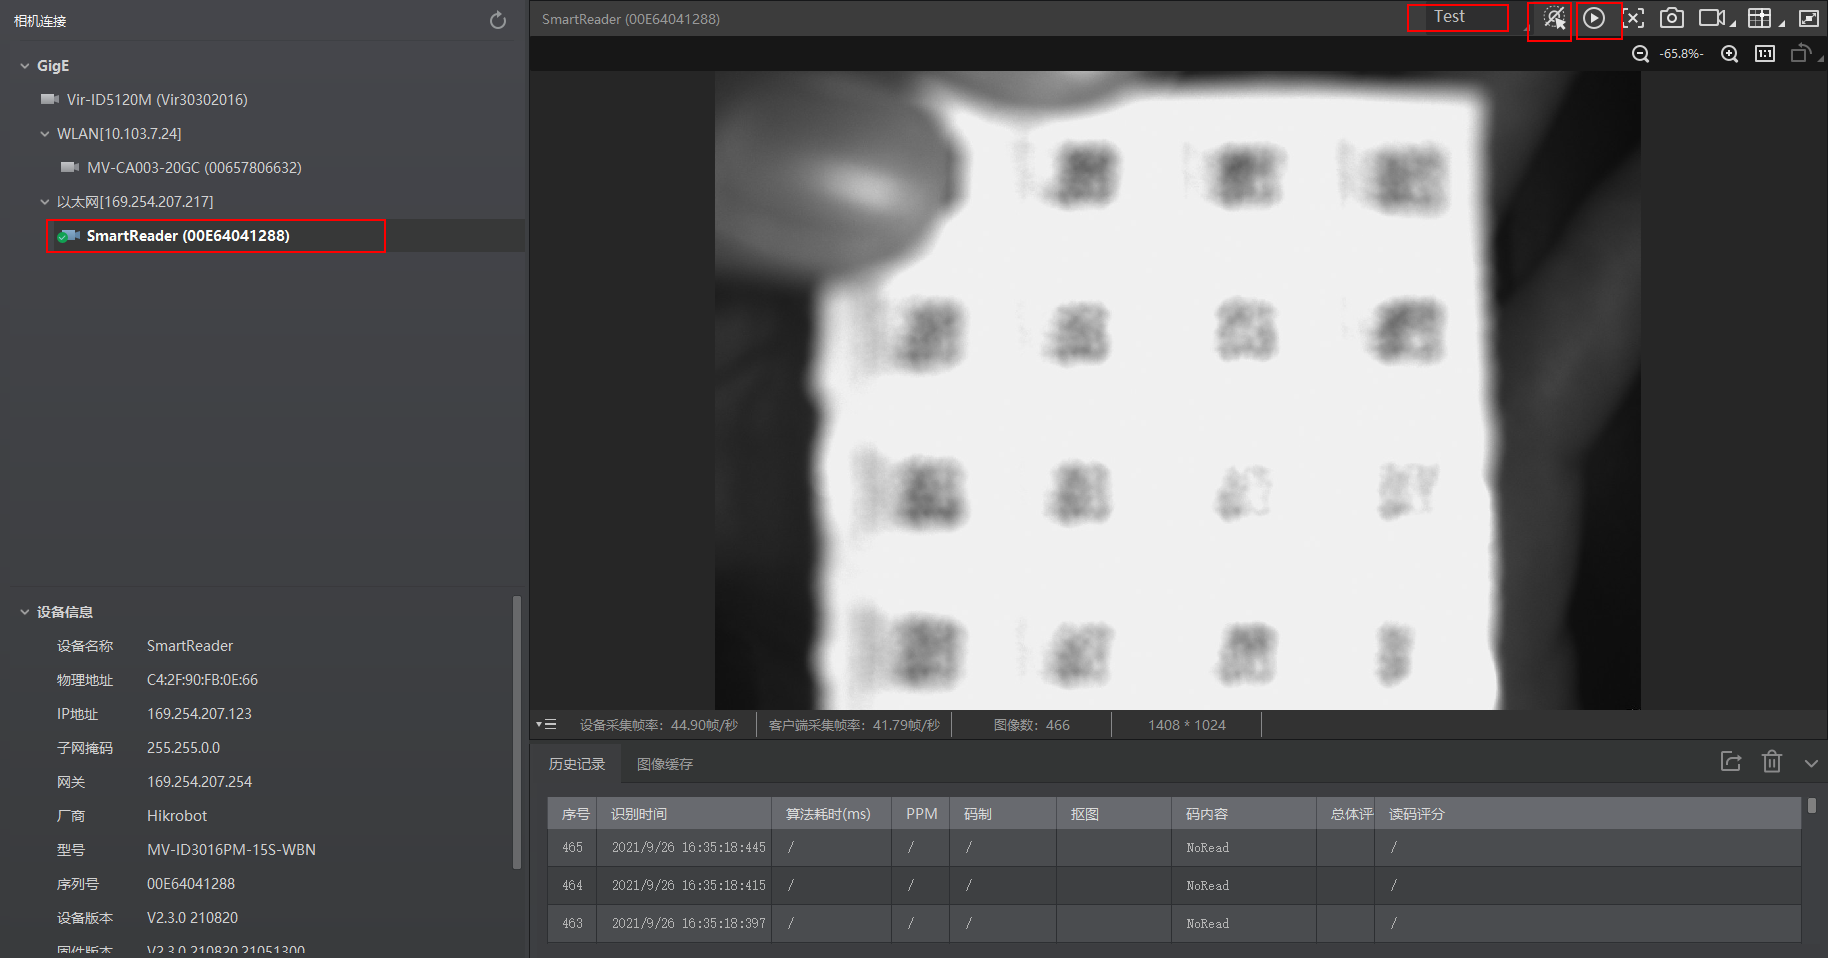 相机连接
GigE
Vir-ID5120M (Vir30302016)
WLAN[10.103.7.24]
MV-CA003-20GC (00657806632)
以太网[169.254.207.217]
SmartReader (00E64041288)
设备信息
设备名称 SmartReader
物理地址 C4:2F:90:FB:0E:66
IP地址 169.254.207.123
子网掩码 255.255.0.0
网关 169.254.207.254
厂商 Hikrobot
型号 MV-ID3016PM-15S-WBN
序列号 00E64041288
设备版本 V2.3.0 210820
固件版本 V2.3.0 210820 21051300
SmartReader (00E64041288) Test
-65.8%- 1:1
设备采集帧率: 44.90帧/秒 客户端采集帧率: 41.79帧/秒 图像数: 466 1408 * 1024
历史记录 图像缓存
序号 识别时间 算法耗时(ms) PPM 码制 抠图 码内容 总体评 读码评分
465 2021/9/26 16:35:18:445 / / / NoRead /
464 2021/9/26 16:35:18:415 / / / NoRead /
463 2021/9/26 16:35:18:397 / / / NoRead /